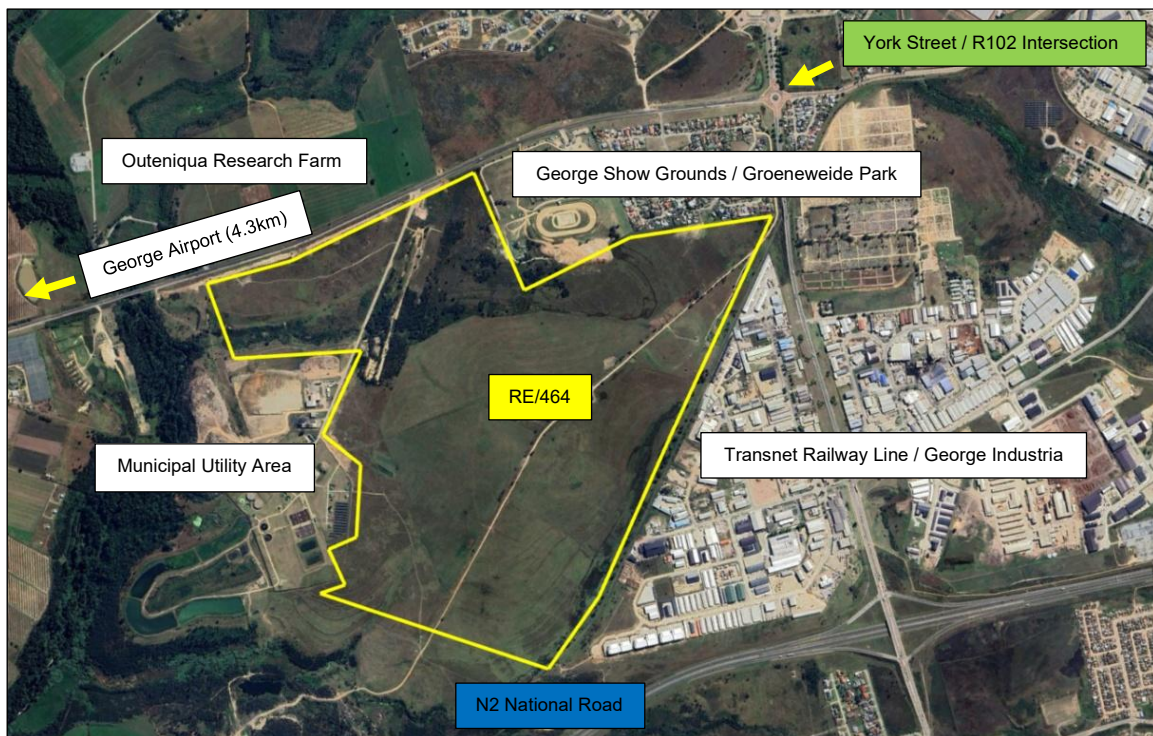 York Street / R102 Intersection
Outeniqua Research Farm
George Show Grounds / Groeneweide Park
George Airport (4.3km)
RE/464
Transnet Railway Line / George Industria
Municipal Utility Area
N2 National Road